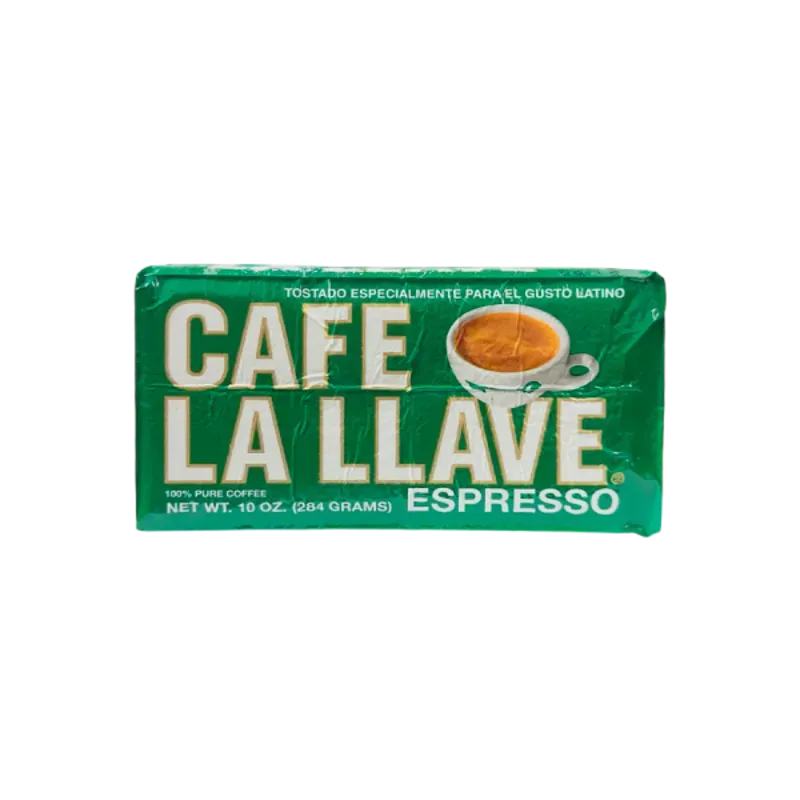 TOSTADO ESPECIALMENTE PARA EL GUSTO LATINO
CAFE
LA LLAVE®
100% PURE COFFEE
NET WT. 10 OZ. (284 GRAMS)
ESPRESSO